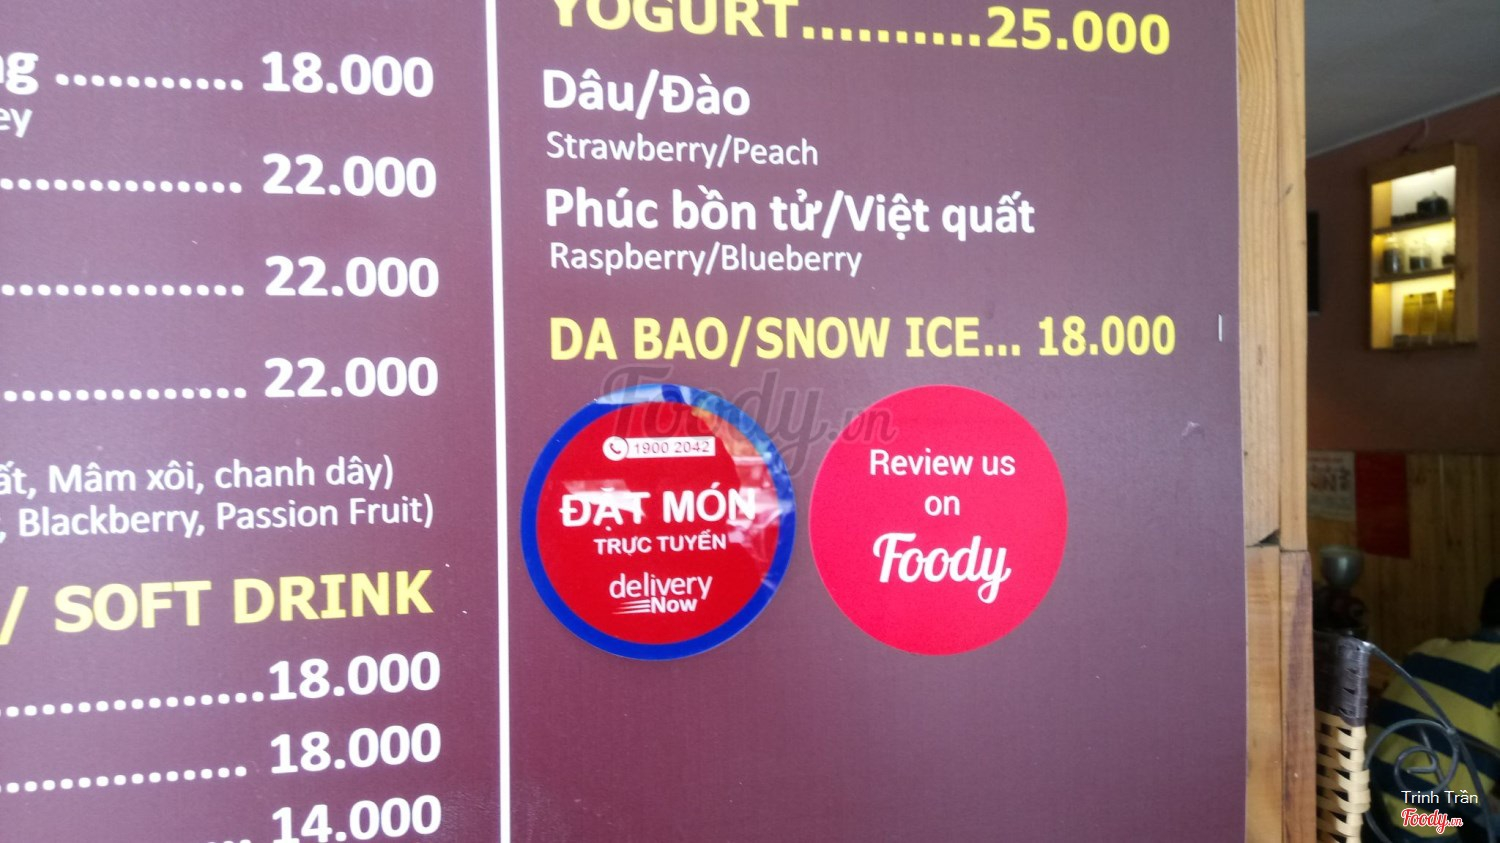 ........... 18.000
ey
.............. 22.000
.............. 22.000
.............. 22.000
Mâm xôi, chanh dây)
, Blackberry, Passion Fruit)
/ SOFT DRINK
..............18.000
.............. 18.000
... 14.000
YOGURT..........25.000
Dâu/Đào
Strawberry/Peach
Phúc bồn tử/Việt quất
Raspberry/Blueberry
DA BAO/SNOW ICE... 18.000
Foody.vn
1900 2042
ĐẶT MÓN
TRỰC TUYẾN
delivery
Now
Review us
on
Foody
Trinh Trần
Foody.vn